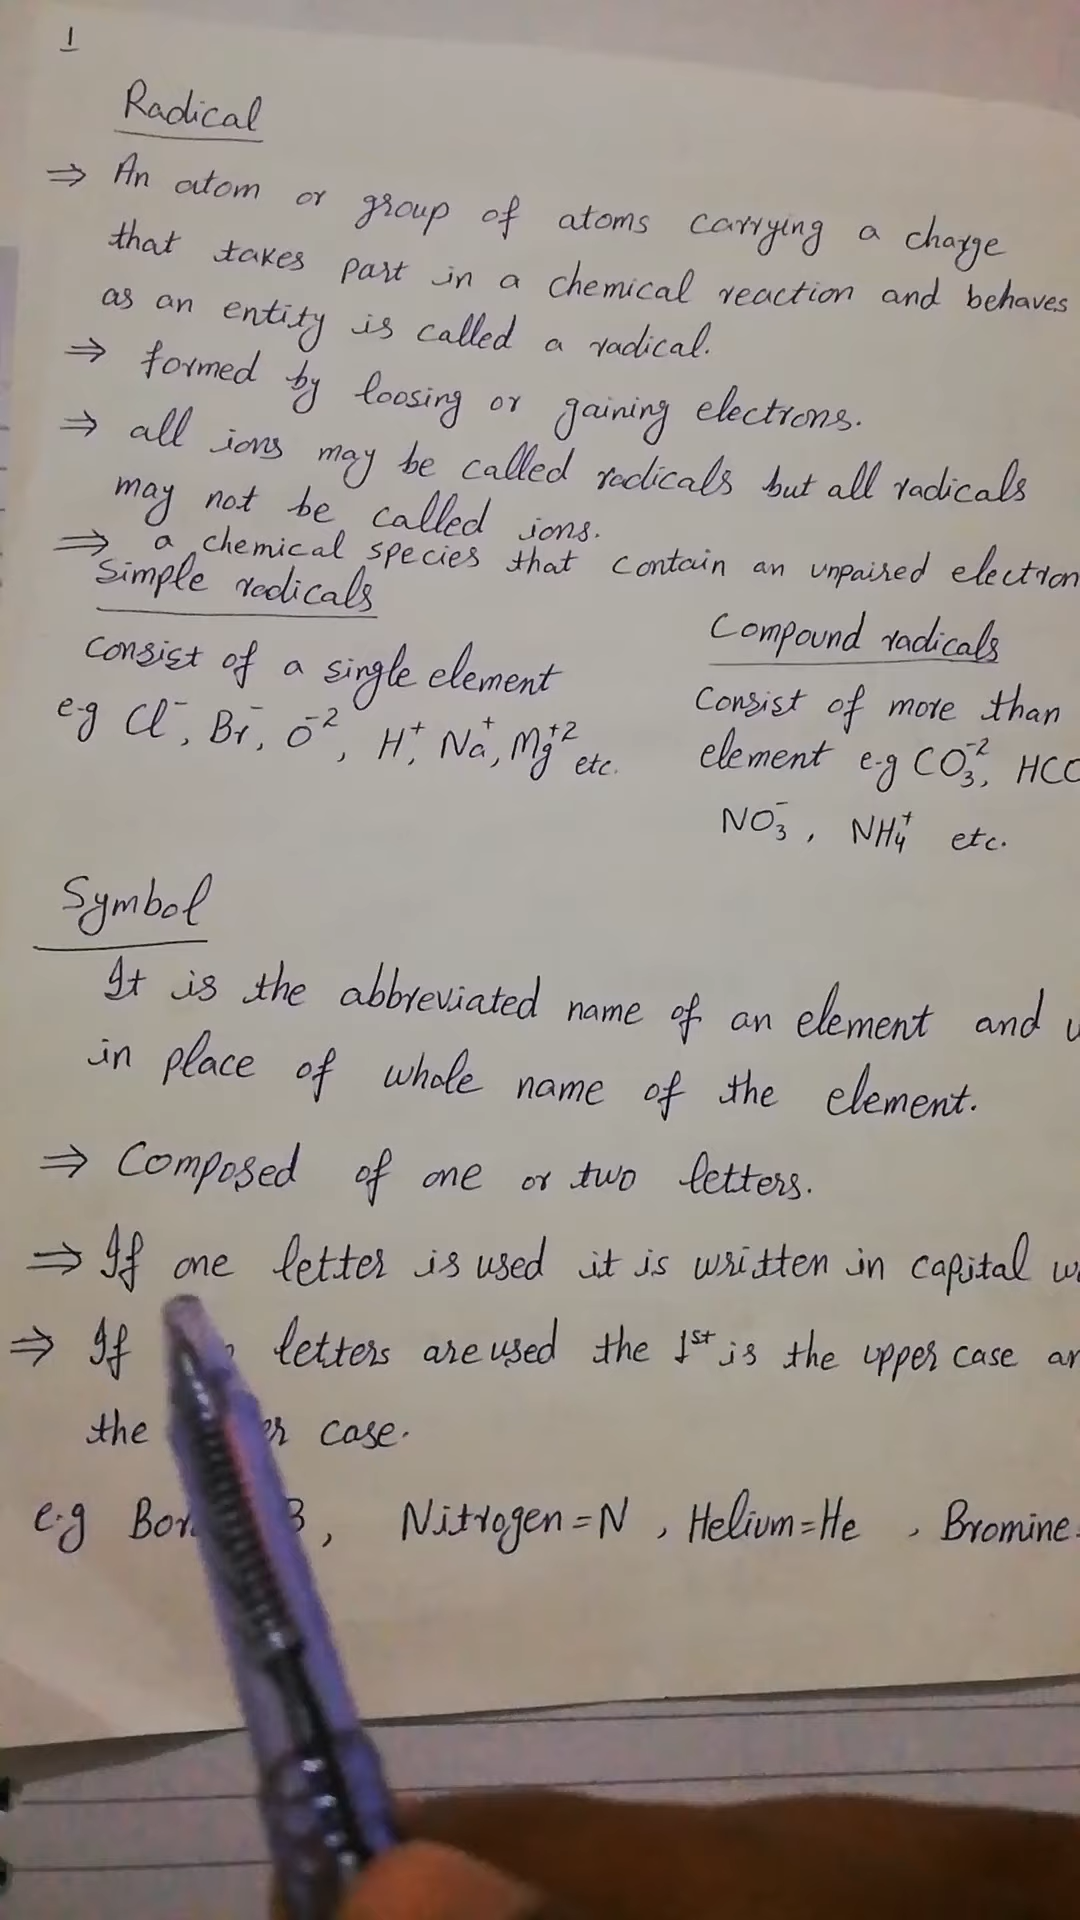 1
Radical
⇒ An atom or group of atoms carrying a charge
that takes part in a chemical reaction and behaves
as an entity is called a radical.
⇒ formed by loosing or gaining electrons.
⇒ all ions may be called radicals but all radicals
may not be called ions.
⇒ a chemical species that contain an unpaired electron
Simple radicals
Consist of a single element
e-g Cl⁻, Br⁻, O⁻², H⁺, Na⁺, Mg⁺² etc.
Compound radicals
Consist of more than
element e-g CO₃⁻², HCO
NO₃⁻, NH₄⁺ etc.
Symbol
It is the abbreviated name of an element and
in place of whole name of the element.
⇒ Composed of one or two letters.
⇒ If one letter is used it is written in capital
⇒ If letters are used the 1st is the upper case
the case.
e.g B, Nitrogen=N, Helium=He, Bromine=